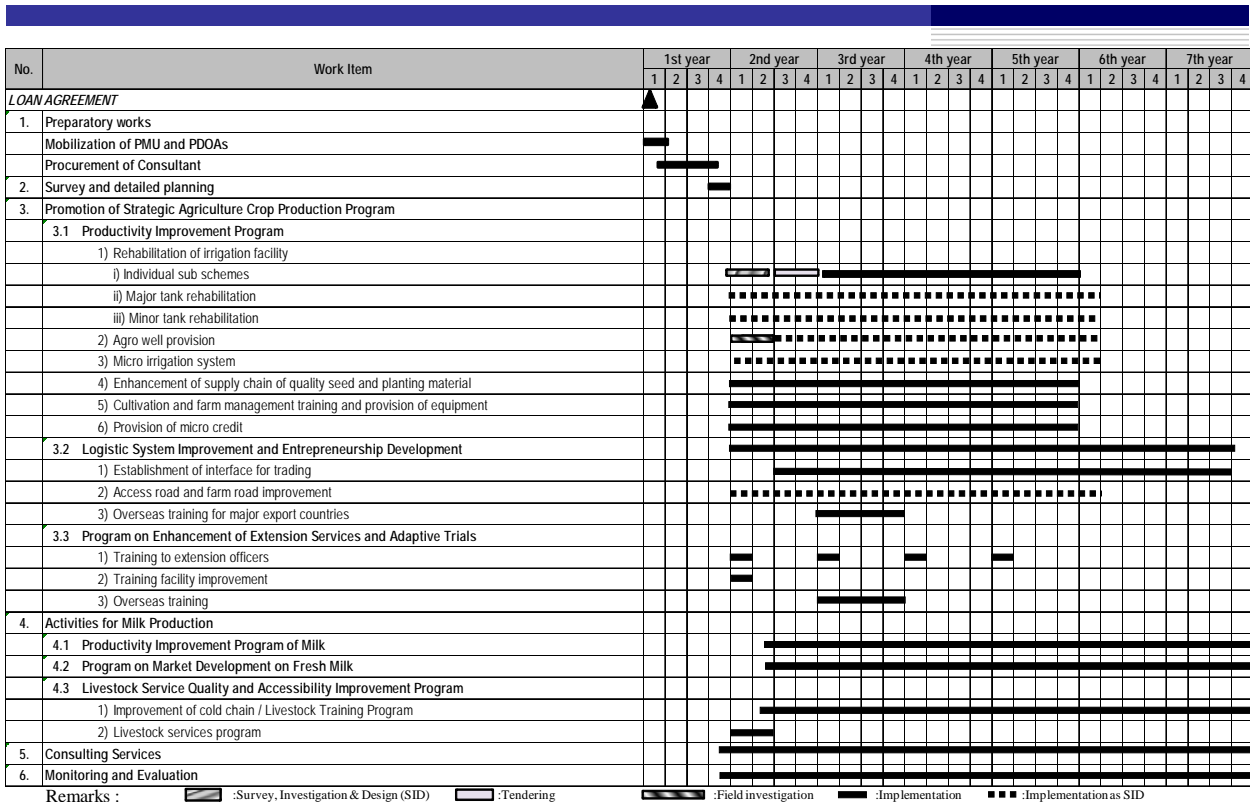 No. Work Item 1st year 2nd year 3rd year 4th year 5th year 6th year 7th year
1 2 3 4 1 2 3 4 1 2 3 4 1 2 3 4 1 2 3 4 1 2 3 4 1 2 3 4
LOAN AGREEMENT
1. Preparatory works
Mobilization of PMU and PDOAs
Procurement of Consultant
2. Survey and detailed planning
3. Promotion of Strategic Agriculture Crop Production Program
3.1 Productivity Improvement Program
1) Rehabilitation of irrigation facility
i) Individual sub schemes
ii) Major tank rehabilitation
iii) Minor tank rehabilitation
2) Agro well provision
3) Micro irrigation system
4) Enhancement of supply chain of quality seed and planting material
5) Cultivation and farm management training and provision of equipment
6) Provision of micro credit
3.2 Logistic System Improvement and Entrepreneurship Development
1) Establishment of interface for trading
2) Access road and farm road improvement
3) Overseas training for major export countries
3.3 Program on Enhancement of Extension Services and Adaptive Trials
1) Training to extension officers
2) Training facility improvement
3) Overseas training
4. Activities for Milk Production
4.1 Productivity Improvement Program of Milk
4.2 Program on Market Development on Fresh Milk
4.3 Livestock Service Quality and Accessibility Improvement Program
1) Improvement of cold chain / Livestock Training Program
2) Livestock services program
5. Consulting Services
6. Monitoring and Evaluation
Remarks : :Survey, Investigation & Design (SID) :Tendering :Field investigation :Implementation :Implementation as SID